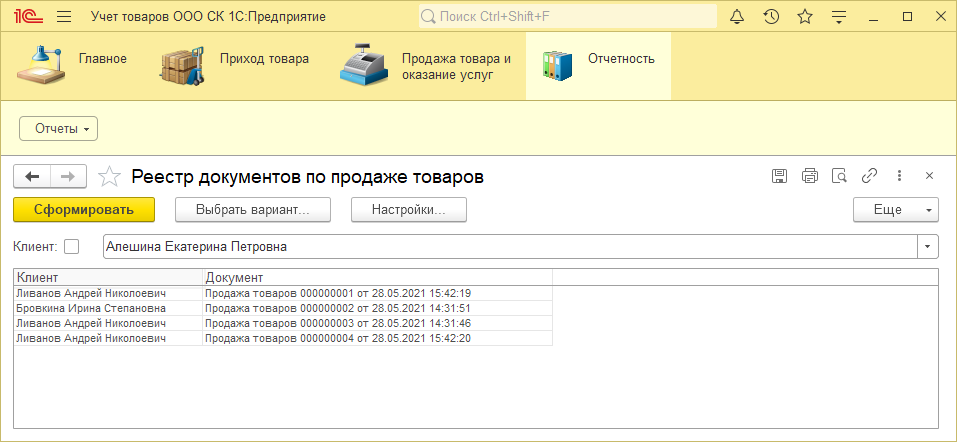 1С Учет товаров ООО СК 1С:Предприятие Поиск Ctrl+Shift+F
Главное
Приход товара
Продажа товара и
оказание услуг
Отчетность
Отчеты
Реестр документов по продаже товаров
Сформировать Выбрать вариант... Настройки... Еще
Клиент: Алешина Екатерина Петровна
Клиент Документ
Ливанов Андрей Николоевич Продажа товаров 000000001 от 28.05.2021 15:42:19
Бровкина Ирина Степановна Продажа товаров 000000002 от 28.05.2021 14:31:51
Ливанов Андрей Николоевич Продажа товаров 000000003 от 28.05.2021 14:31:46
Ливанов Андрей Николоевич Продажа товаров 000000004 от 28.05.2021 15:42:20